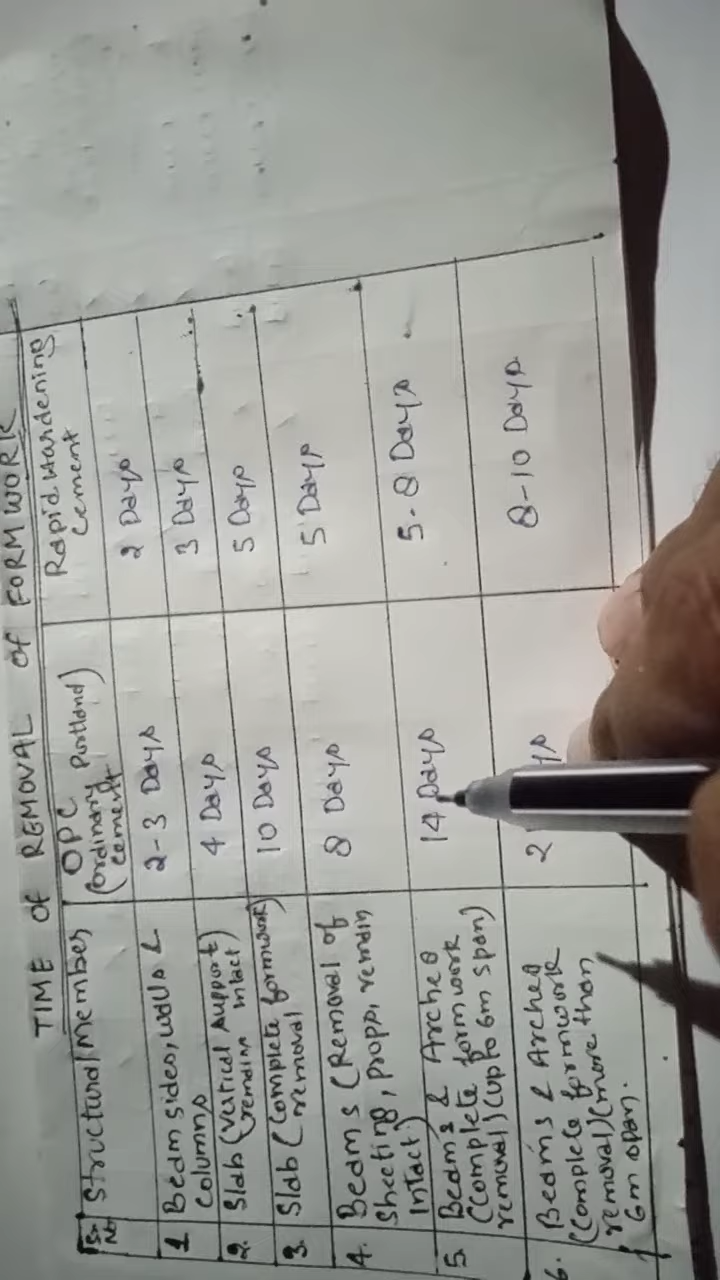 TIME OF REMOVAL OF FORMWORK
Sr. No Structural Member OPC (Ordinary Portland) cement Rapid Hardening Cement
1 Beam sides, walls & columns 2-3 Days 2 Days
2. Slab (vertical support remains intact) 4 Days 3 Days
3. Slab (Complete formwork removal 10 Days 5 Days
4. Beams (Removal of Sheeting, props, remain Intact) 8 Days 5 Days
5. Beams & Arches (Complete formwork removal) (up to 6m span) 14 Days 5-8 Days
6. Beams & Arches (Complete formwork removal) (more than 6m span. 2 8-10 Days